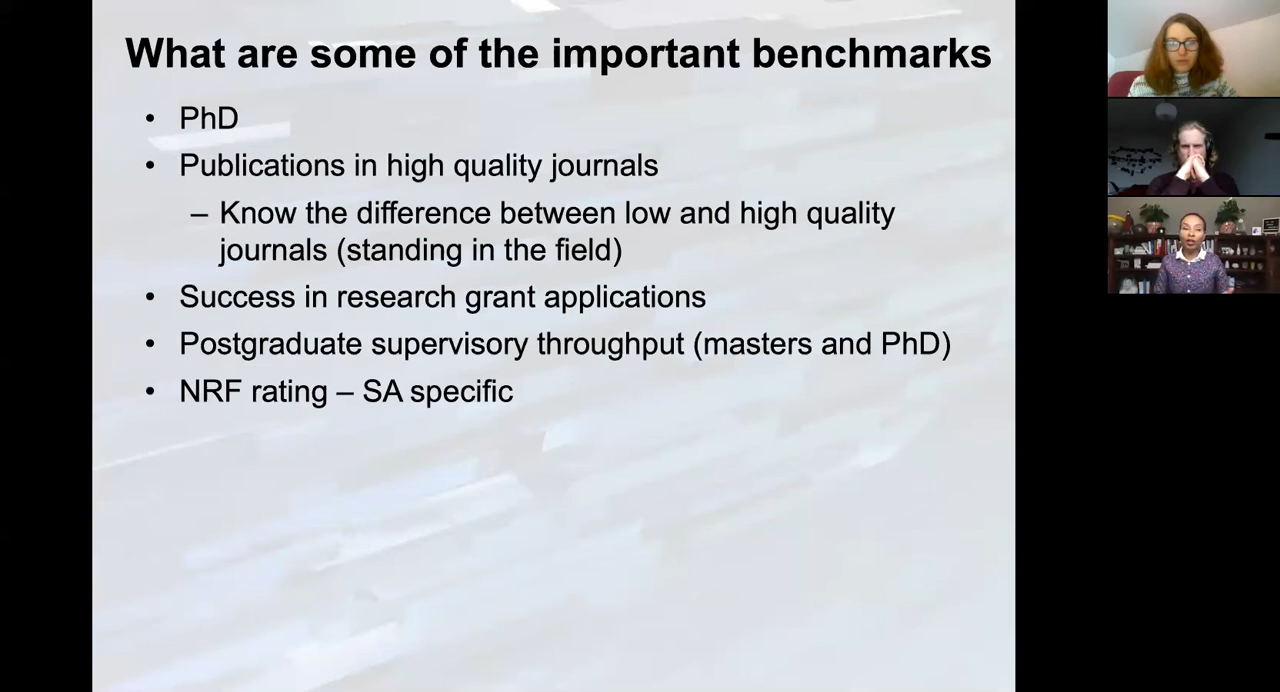 What are some of the important benchmarks
• PhD
• Publications in high quality journals
– Know the difference between low and high quality
journals (standing in the field)
• Success in research grant applications
• Postgraduate supervisory throughput (masters and PhD)
• NRF rating – SA specific